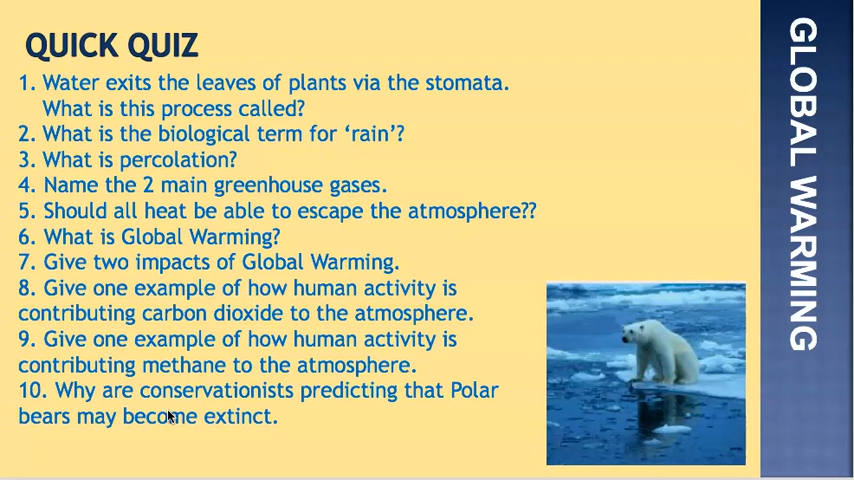 QUICK QUIZ
1. Water exits the leaves of plants via the stomata.
What is this process called?
2. What is the biological term for ‘rain’?
3. What is percolation?
4. Name the 2 main greenhouse gases.
5. Should all heat be able to escape the atmosphere??
6. What is Global Warming?
7. Give two impacts of Global Warming.
8. Give one example of how human activity is
contributing carbon dioxide to the atmosphere.
9. Give one example of how human activity is
contributing methane to the atmosphere.
10. Why are conservationists predicting that Polar
bears may become extinct.
GLOBAL WARMING